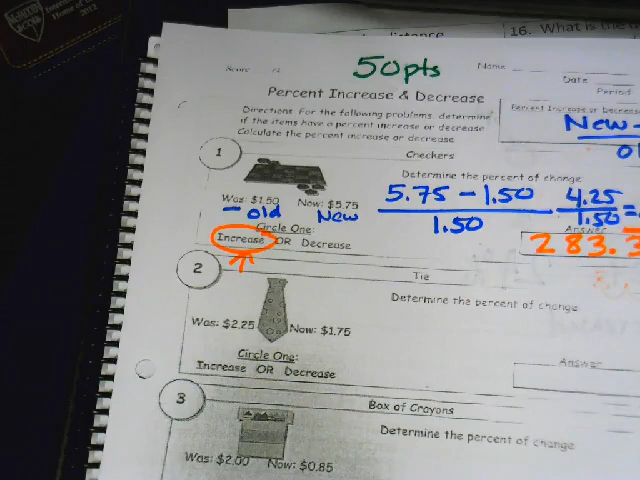 2012
16. What is the
50pts
Score
Name
Date
Period
Percent Increase & Decrease
Directions: For the following problems, determine
if the items have a percent increase or decrease.
Calculate the percent increase or decrease
Percent Increase or Decrease
New -
1
Checkers
Determine the percent of change
Was: $1.50 Now: $5.75
- old New
5.75 - 1.50
1.50
4.25
1.50 =
Circle One:
Increase OR Decrease
Answer
283.3
2
Tie
Determine the percent of change
Was: $2.25 Now: $1.75
Circle One:
Increase OR Decrease
Answer
3
Box of Crayons
Determine the percent of change
Was: $2.00 Now: $0.85